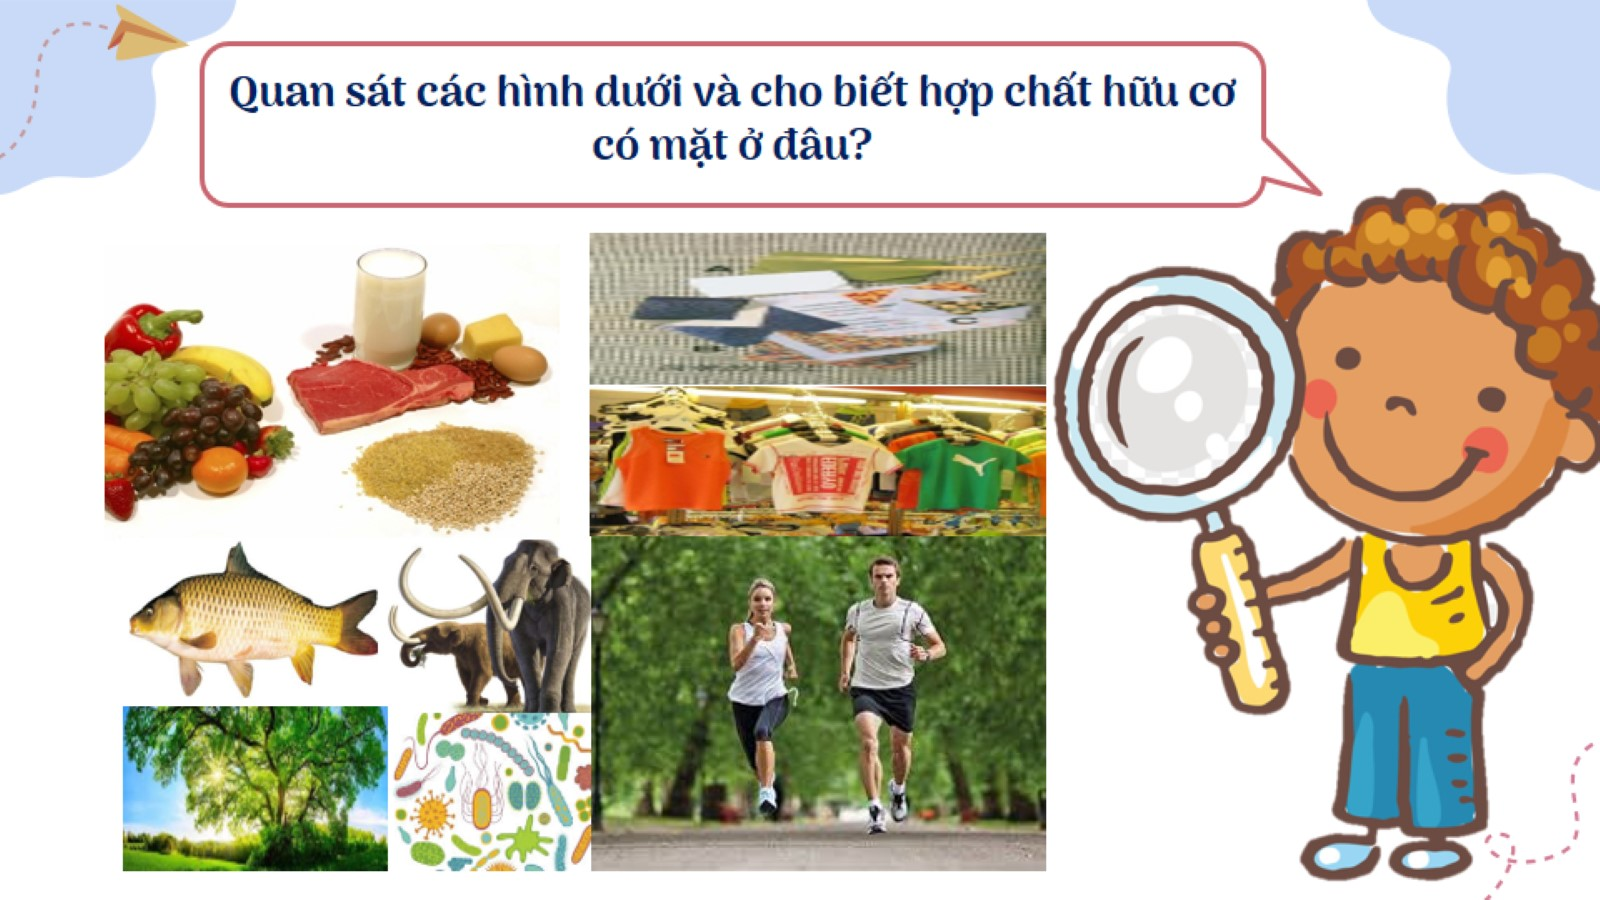 Quan sát các hình dưới và cho biết hợp chất hữu cơ
có mặt ở đâu?